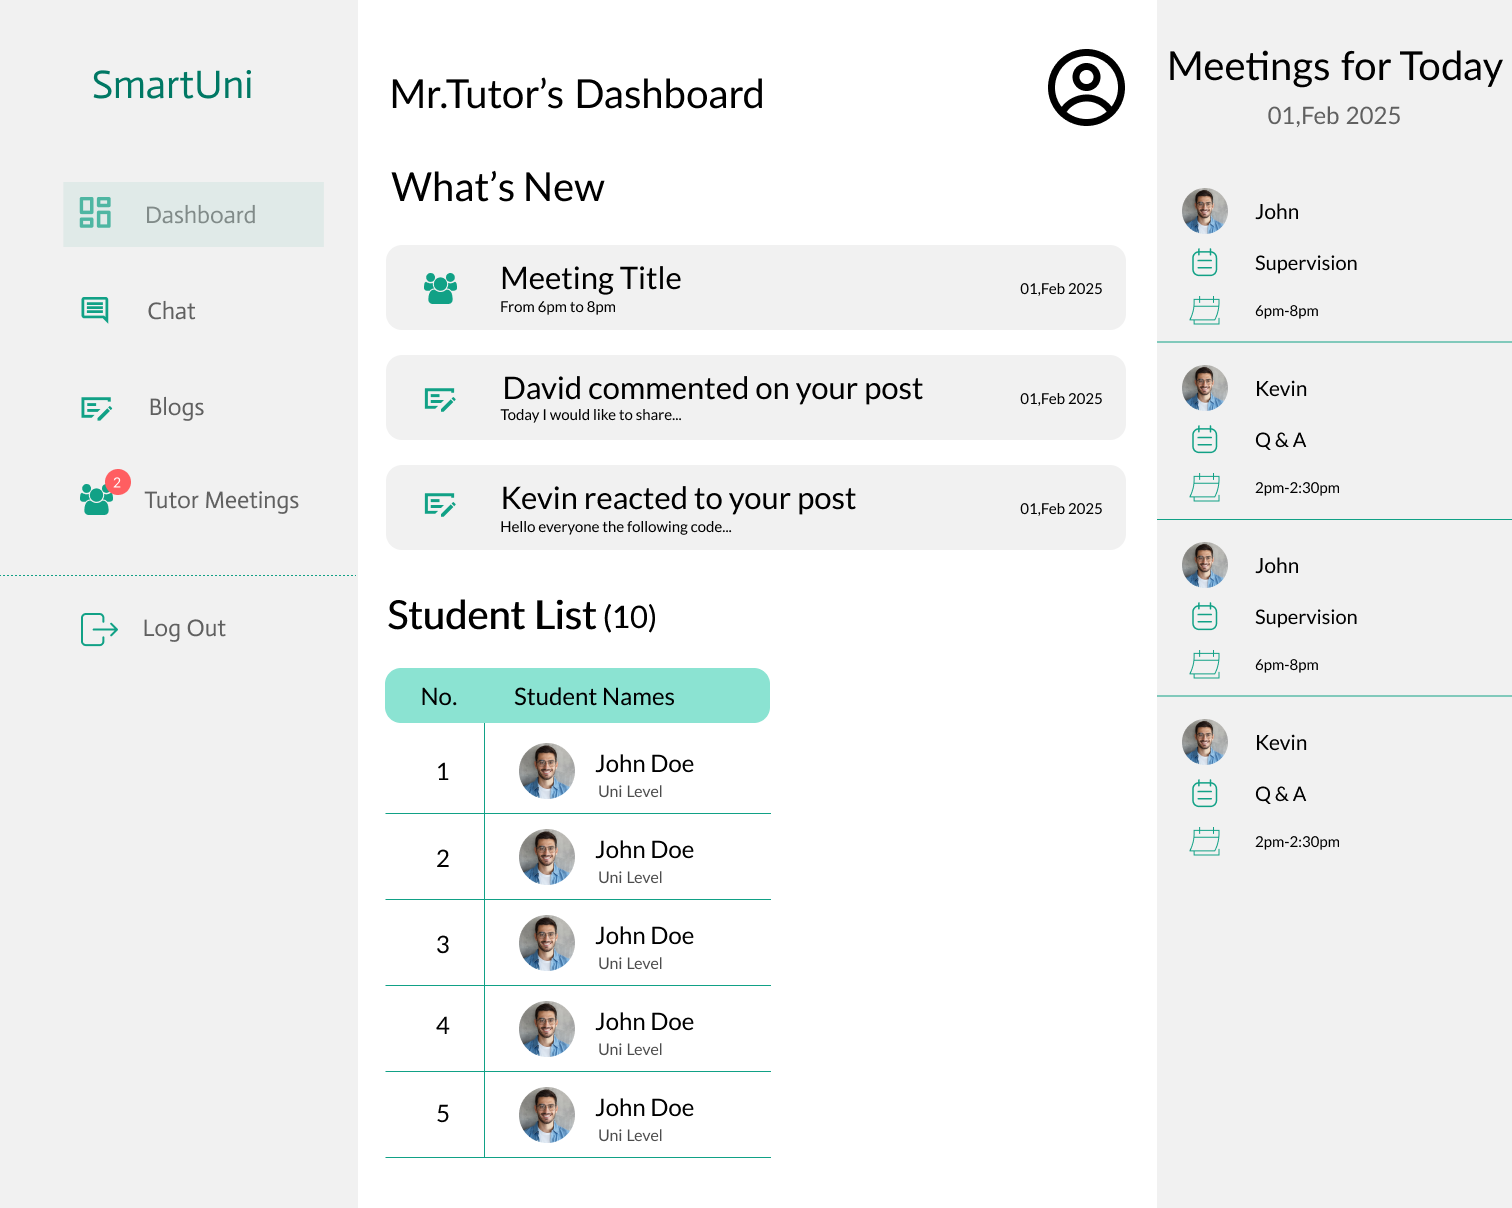 SmartUni
Dashboard
Chat
Blogs
2
Tutor Meetings
Log Out
Mr.Tutor’s Dashboard
What’s New
Meeting Title
From 6pm to 8pm
01,Feb 2025
David commented on your post
Today I would like to share...
01,Feb 2025
Kevin reacted to your post
Hello everyone the following code...
01,Feb 2025
Student List (10)
No. Student Names
1 John Doe
Uni Level
2 John Doe
Uni Level
3 John Doe
Uni Level
4 John Doe
Uni Level
5 John Doe
Uni Level
Meetings for Today
01,Feb 2025
John
Supervision
6pm-8pm
Kevin
Q & A
2pm-2:30pm
John
Supervision
6pm-8pm
Kevin
Q & A
2pm-2:30pm